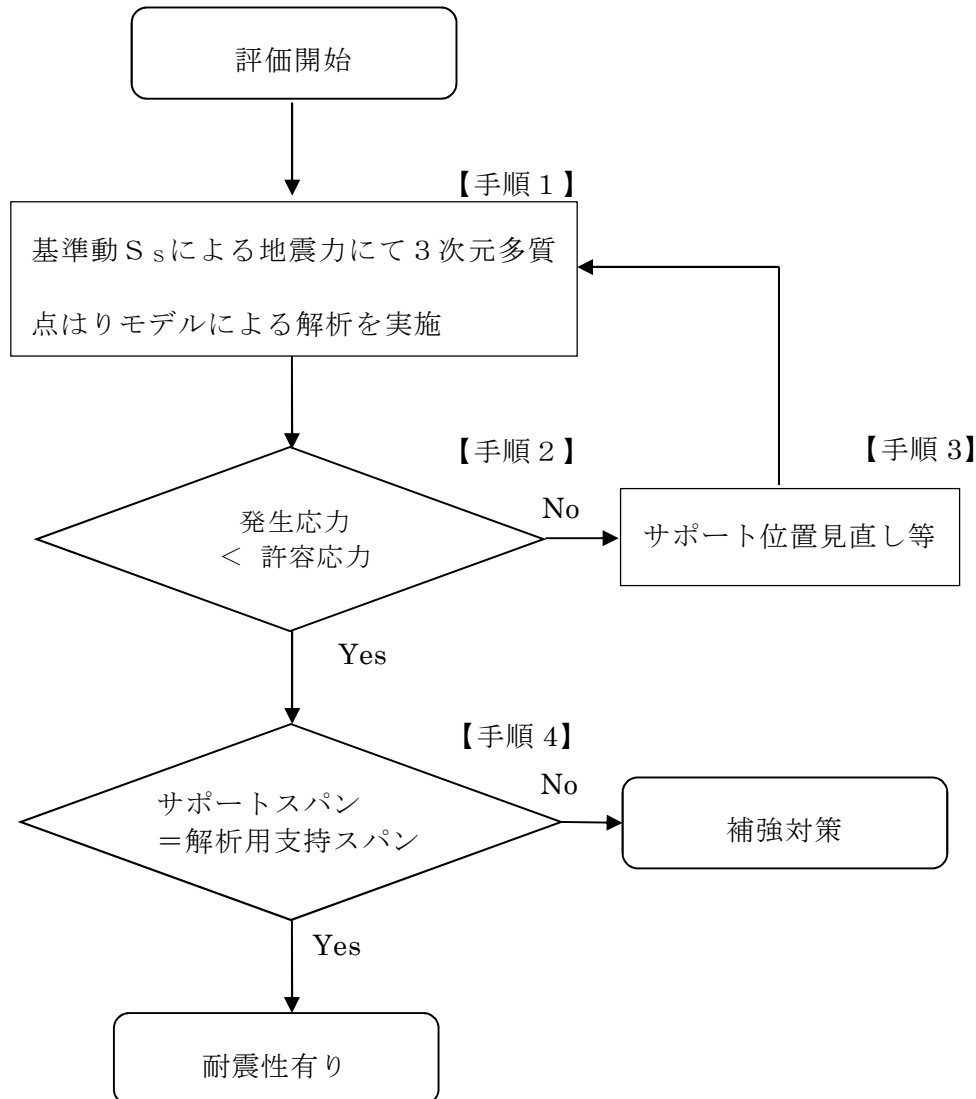 評価開始
【手順１】
基準動Ｓｓによる地震力にて３次元多質
点はりモデルによる解析を実施
【手順２】
【手順 3】
発生応力
< 許容応力
No
サポート位置見直し等
Yes
【手順 4】
サポートスパン
＝解析用支持スパン
No
補強対策
Yes
耐震性有り